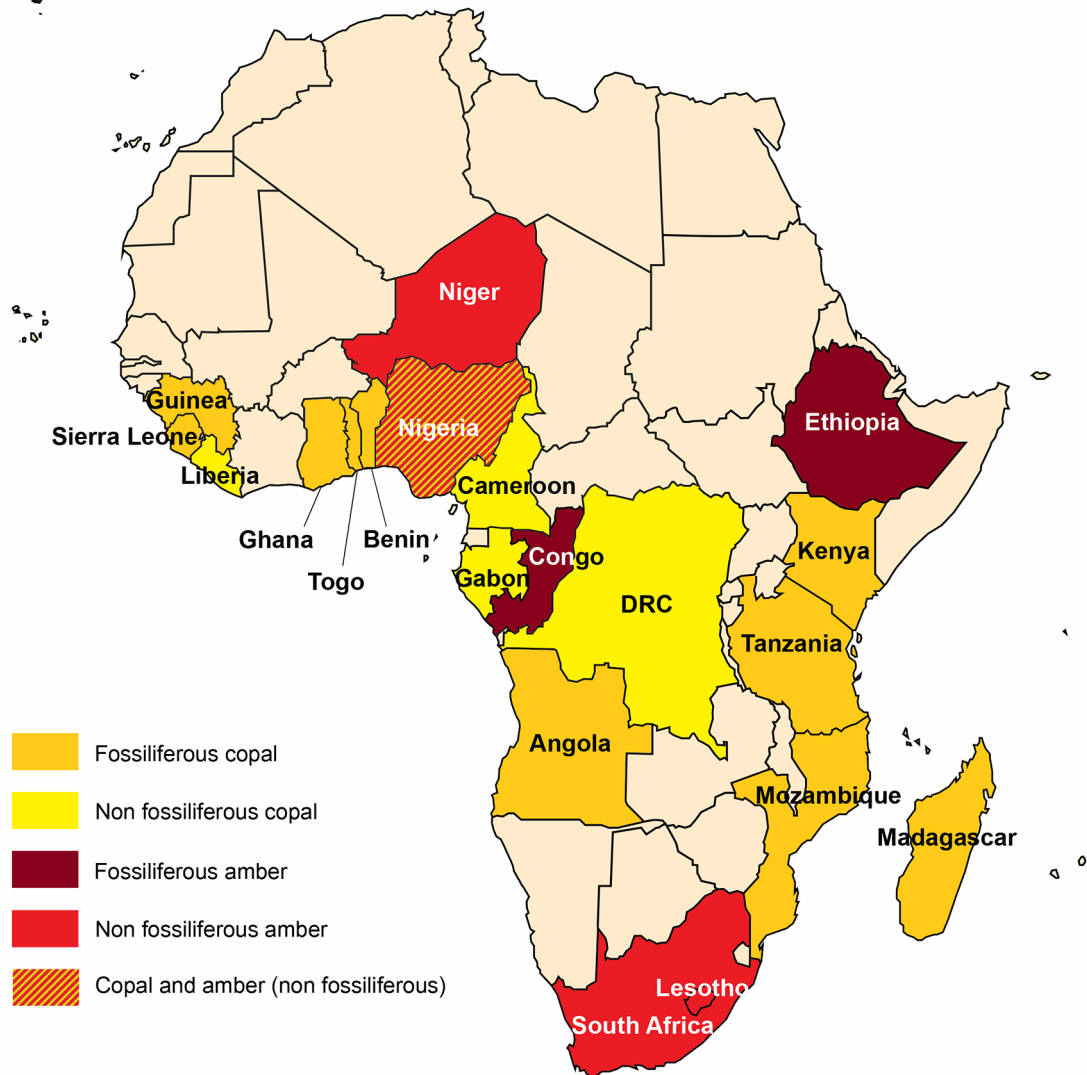 Niger
Guinea
Ethiopia
Sierra Leone
Nigeria
Liberia
Cameroon
Ghana
Benin
Congo
Kenya
Togo
Gabon
DRC
Tanzania
Angola
Fossiliferous copal
Mozambique
Non fossiliferous copal
Madagascar
Fossiliferous amber
Non fossiliferous amber
Copal and amber (non fossiliferous)
Lesotho
South Africa